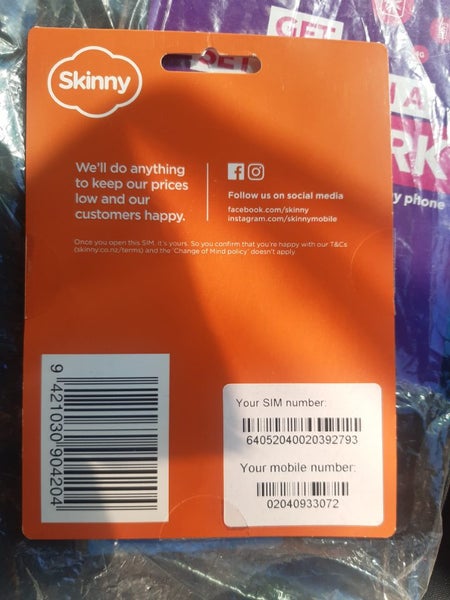 Skinny
We'll do anything
to keep our prices
low and our
customers happy.
Follow us on social media
facebook.com/skinny
instagram.com/skinnymobile
Once you open this SIM, it's yours. So you confirm that you're happy with our T&Cs
(skinny.co.nz/terms) and the 'Change of Mind policy' doesn't apply
9 421030 904204
Your SIM number:
64052040020392793
Your mobile number:
02040933072
GET
A
RK
y phone